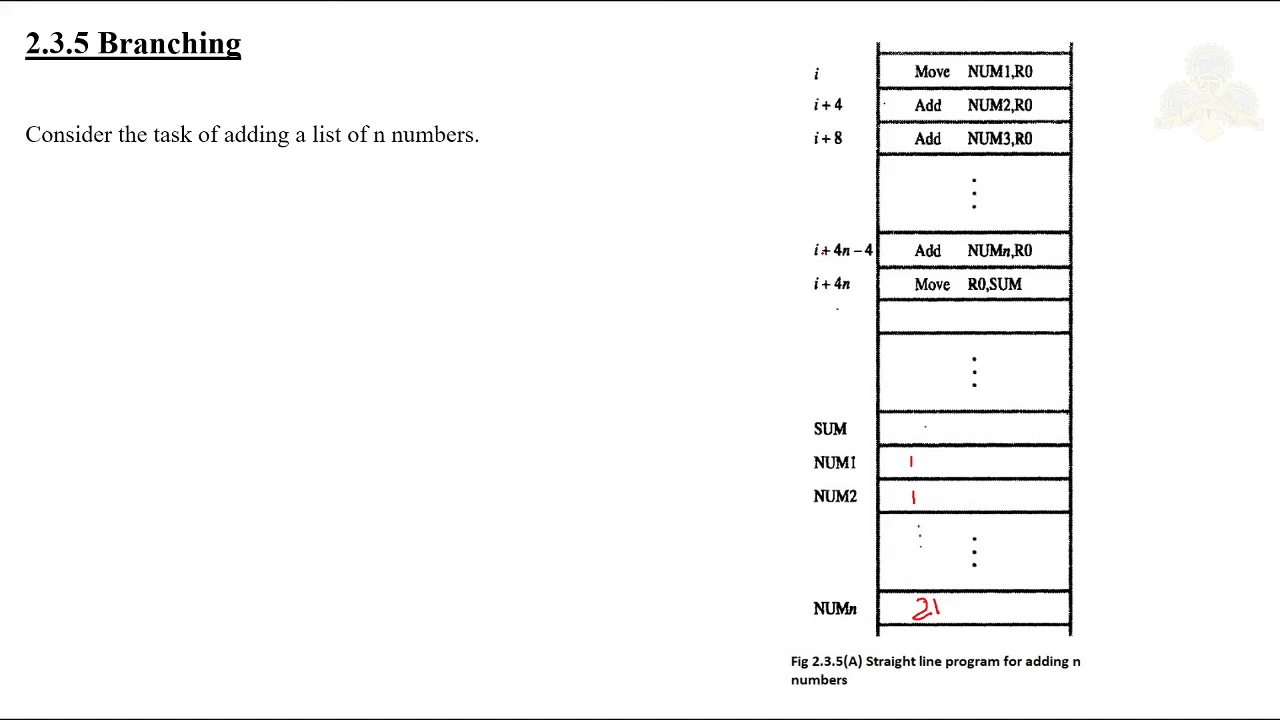 2.3.5 Branching
Consider the task of adding a list of n numbers.
i Move NUM1,R0
i + 4 Add NUM2,R0
i + 8 Add NUM3,R0
i + 4n – 4 Add NUMn,R0
i + 4n Move R0,SUM
SUM
NUM1 1
NUM2 1
NUMn 21
Fig 2.3.5(A) Straight line program for adding n
numbers